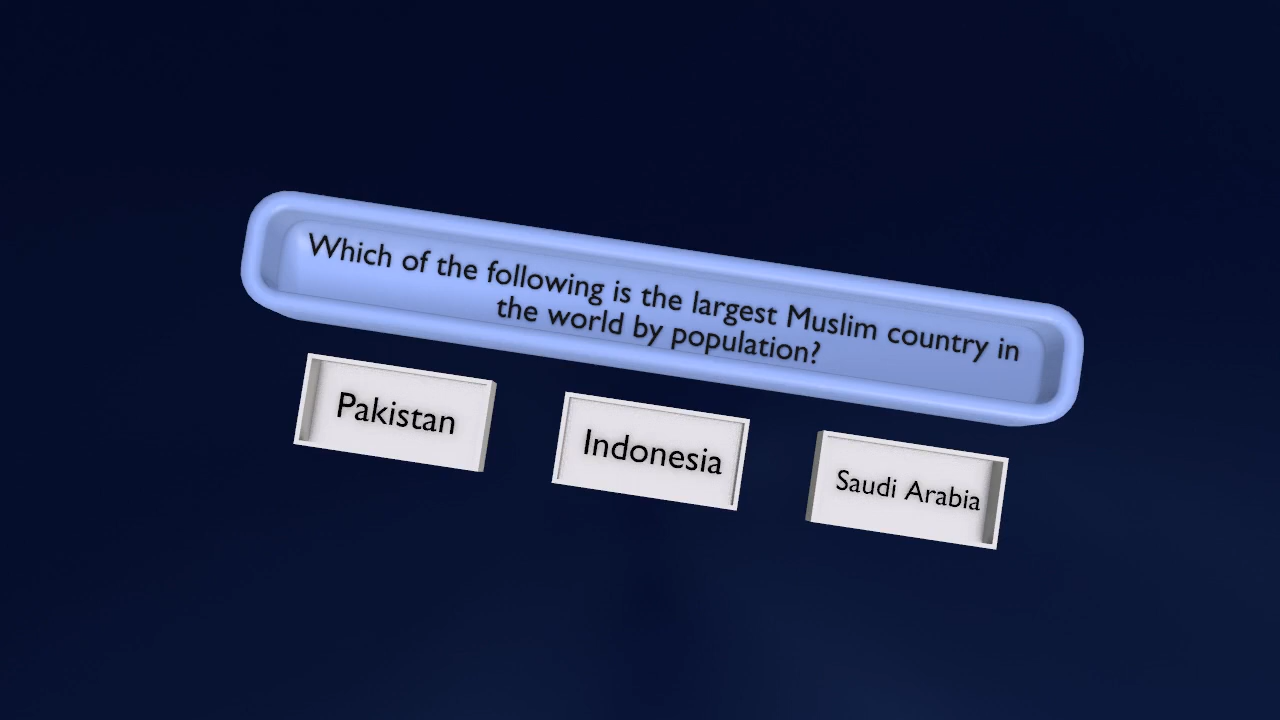 Which of the following is the largest Muslim country in
the world by population?
Pakistan
Indonesia
Saudi Arabia